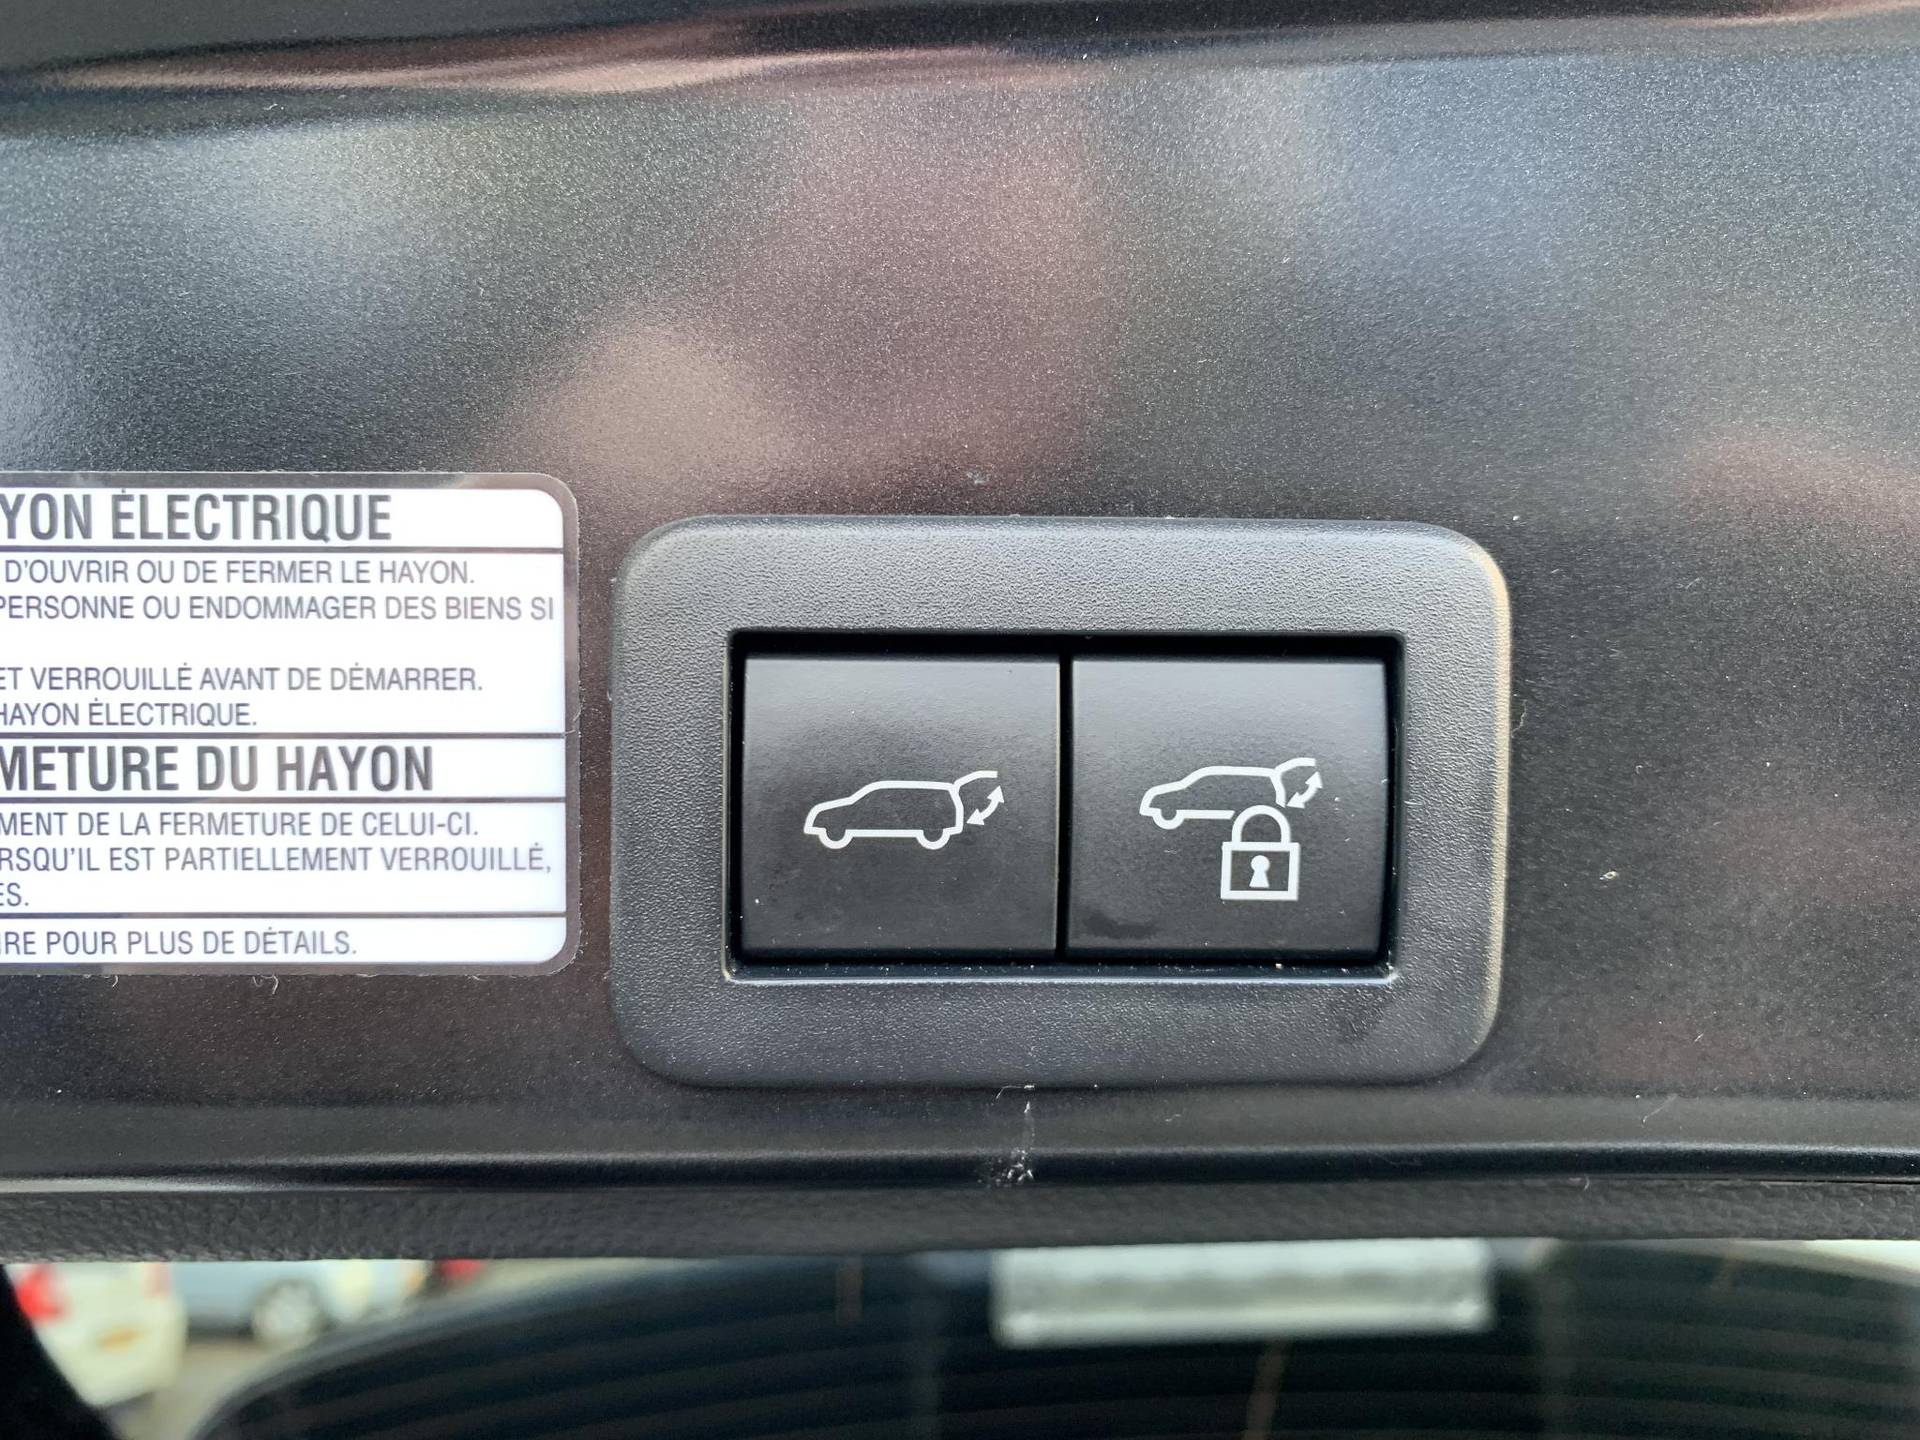 YON ÉLECTRIQUE
D'OUVRIR OU DE FERMER LE HAYON.
PERSONNE OU ENDOMMAGER DES BIENS SI
ET VERROUILLÉ AVANT DE DÉMARRER.
HAYON ÉLECTRIQUE.
METURE DU HAYON
MENT DE LA FERMETURE DE CELUI-CI.
RSQU'IL EST PARTIELLEMENT VERROUILLÉ,
ES.
IRE POUR PLUS DE DÉTAILS.